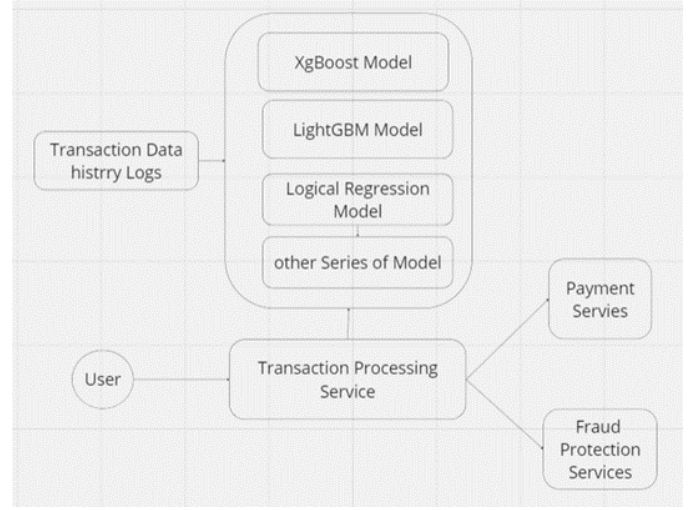 XgBoost Model
LightGBM Model
Transaction Data
histrry Logs
Logical Regression
Model
other Series of Model
Payment
Servies
User
Transaction Processing
Service
Fraud
Protection
Services